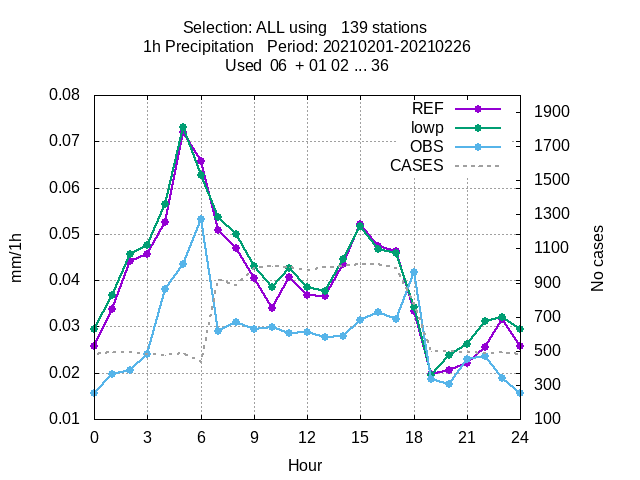 Selection: ALL using   139 stations
1h Precipitation   Period: 20210201-20210226
Used  06  + 01 02 ... 36
REF
lowp
OBS
CASES
0.08
0.07
0.06
0.05
0.04
0.03
0.02
0.01
mm/1h
1900
1700
1500
1300
1100
900
700
500
300
100
No cases
0 3 6 9 12 15 18 21 24
Hour